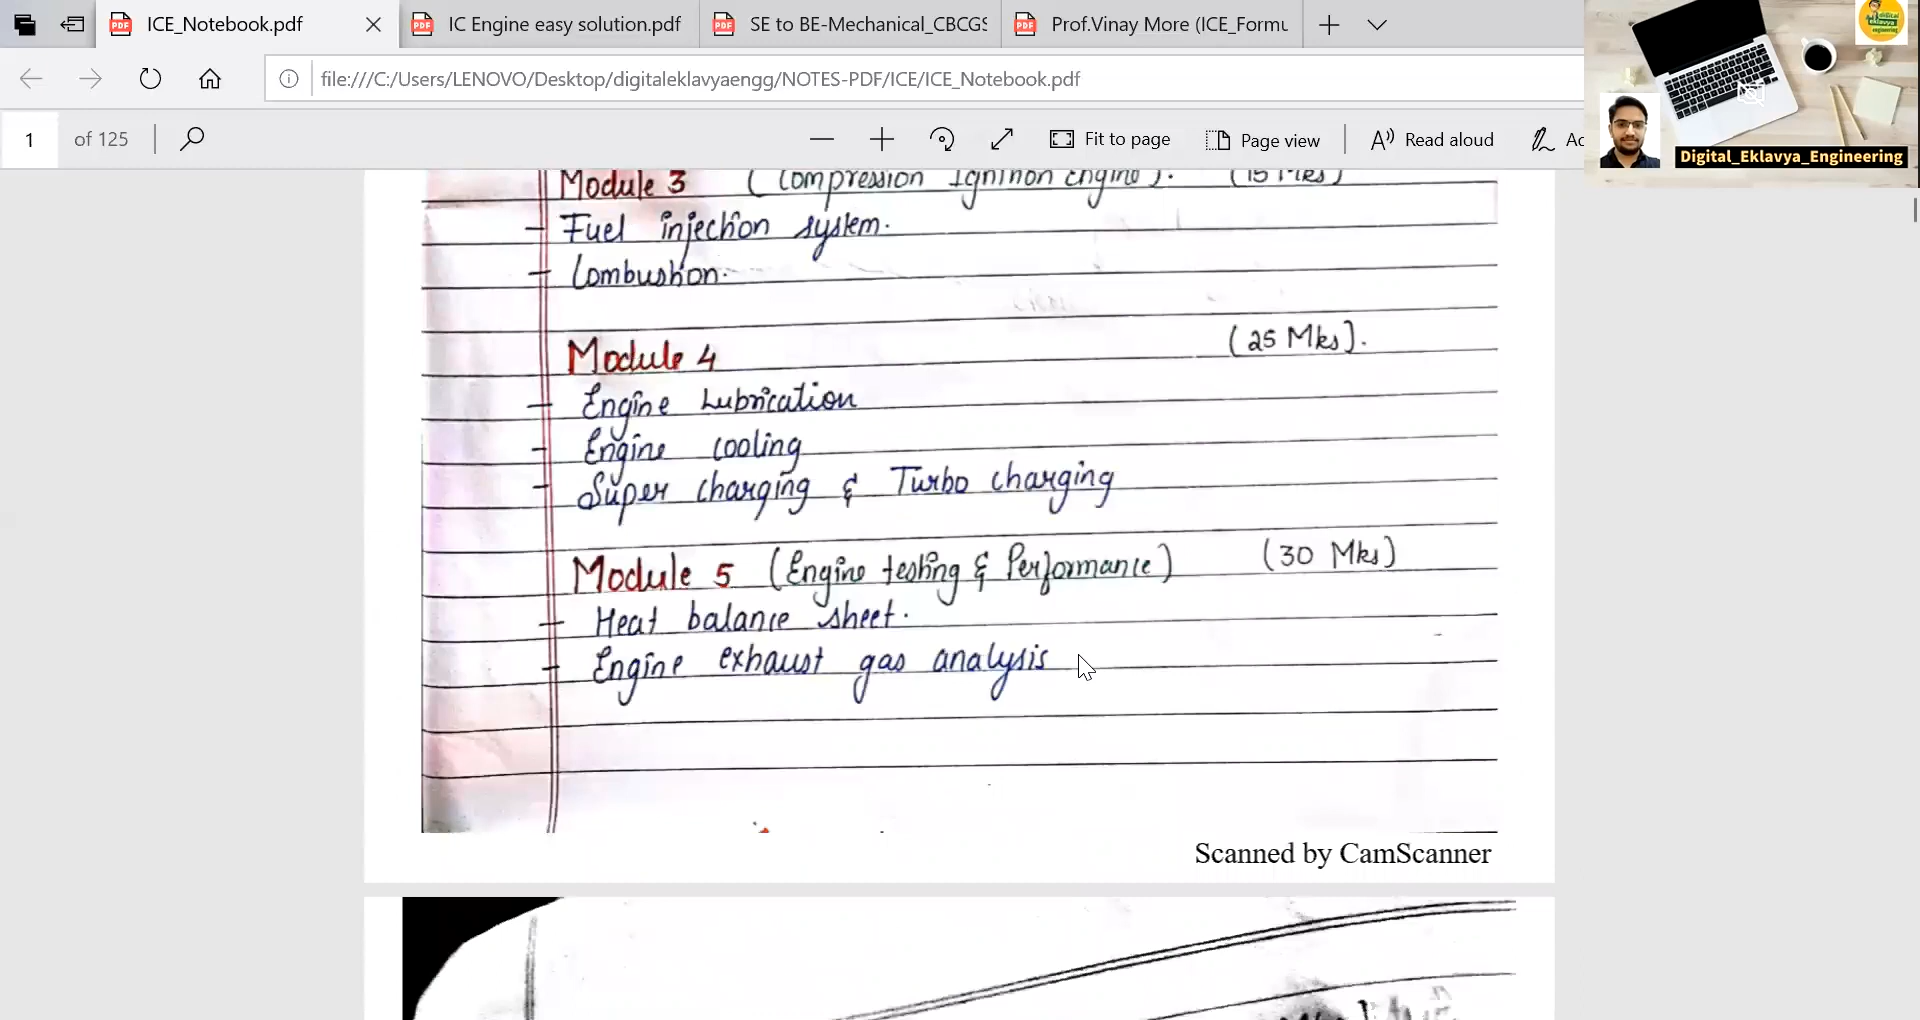 ICE_Notebook.pdf
IC Engine easy solution.pdf
SE to BE-Mechanical_CBCGS
Prof.Vinay More (ICE_Formu
file:///C:/Users/LENOVO/Desktop/digitaleklavyaengg/NOTES-PDF/ICE/ICE_Notebook.pdf
1 of 125
Fit to page
Page view
Read aloud
Digital_Eklavya_Engineering
Module 3 (Compression Ignition Engine). (15 Mks)
- Fuel injection system.
- Combustion.
Module 4 (25 Mks).
- Engine Lubrication
- Engine cooling
- Super charging & Turbo charging
Module 5 (Engine testing & Performance) (30 Mks)
- Heat balance sheet.
- Engine exhaust gas analysis
Scanned by CamScanner